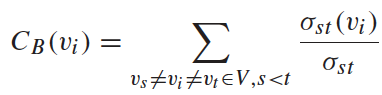 C_B(v_i) = \sum_{v_s \neq v_i \neq v_t \in V, s<t} \frac{\sigma_{st}(v_i)}{\sigma_{st}}